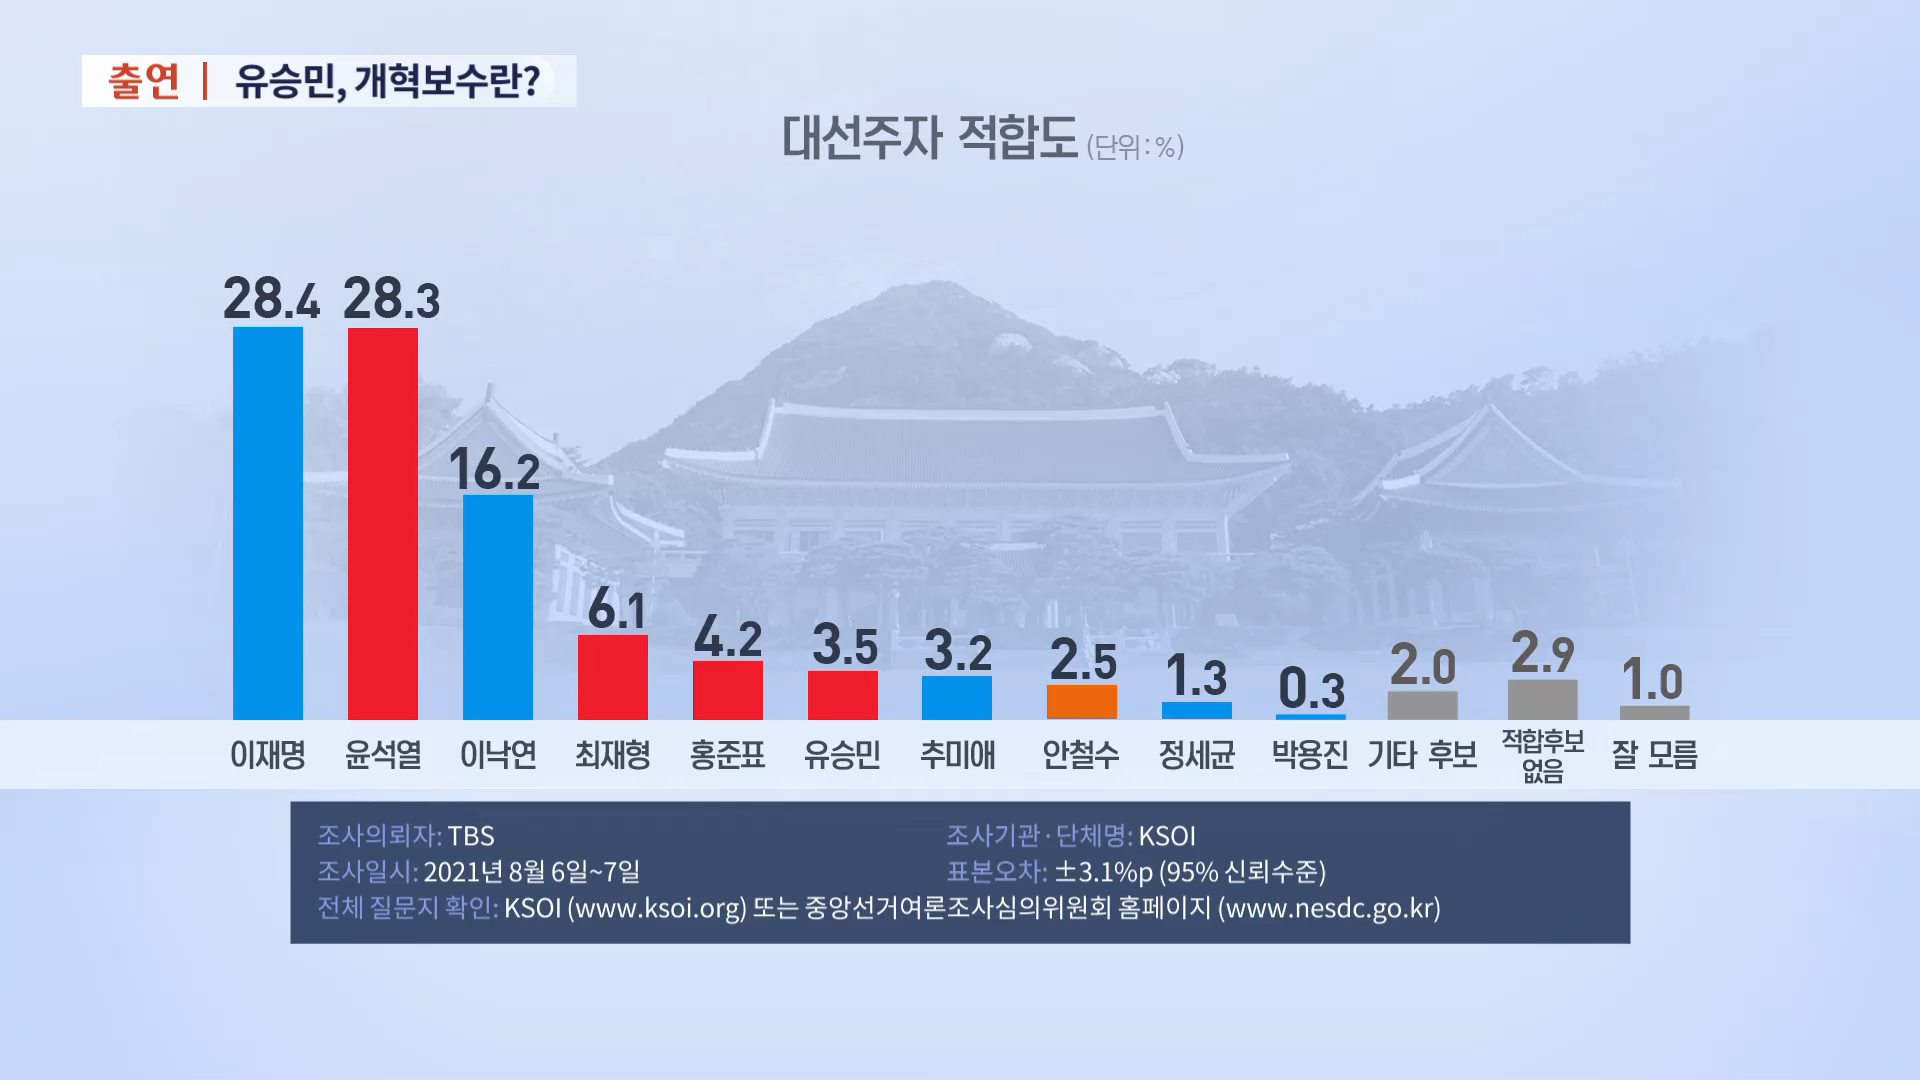 출연 | 유승민, 개혁보수란?
대선주자 적합도 (단위:%)
28.4 28.3 16.2 6.1 4.2 3.5 3.2 2.5 1.3 0.3 2.0 2.9 1.0
이재명 윤석열 이낙연 최재형 홍준표 유승민 추미애 안철수 정세균 박용진 기타 후보 적합후보 없음 잘 모름
조사의뢰자: TBS 조사기관·단체명: KSOI
조사일시: 2021년 8월 6일~7일 표본오차: ±3.1%p (95% 신뢰수준)
전체 질문지 확인: KSOI (www.ksoi.org) 또는 중앙선거여론조사심의위원회 홈페이지 (www.nesdc.go.kr)